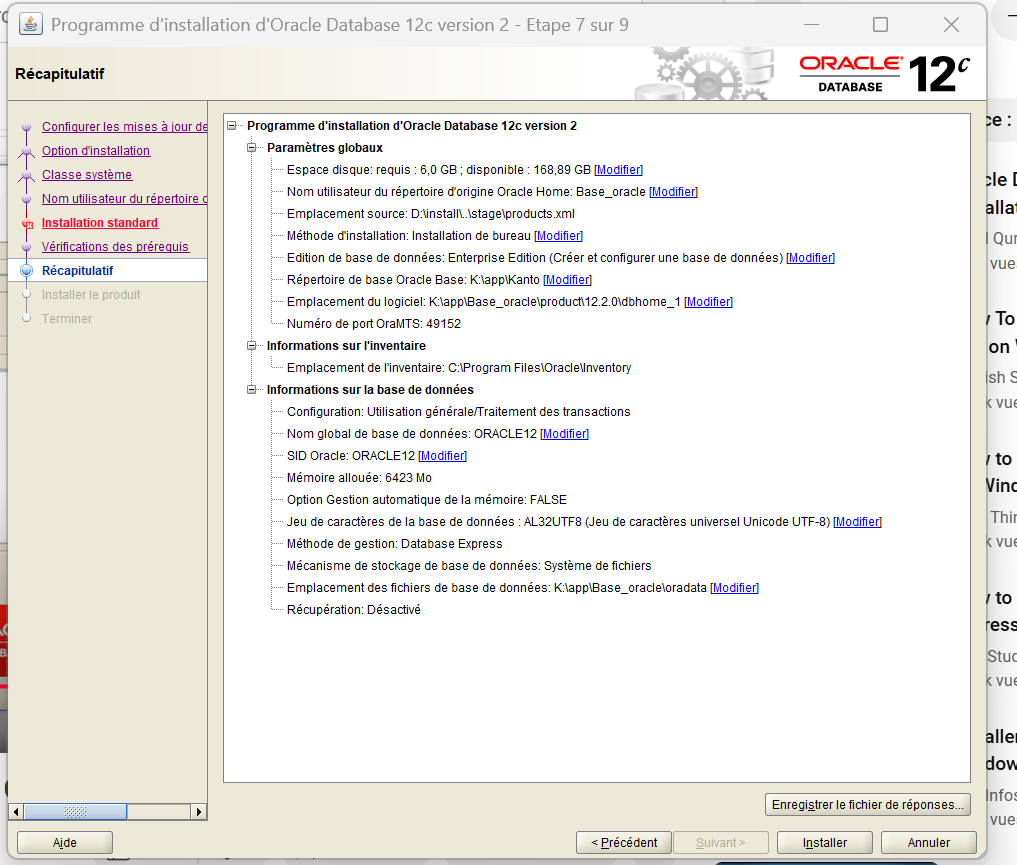 Programme d'installation d'Oracle Database 12c version 2 - Etape 7 sur 9
Récapitulatif
ORACLE
DATABASE
12c
Configurer les mises à jour de
Option d'installation
Classe système
Nom utilisateur du répertoire
Installation standard
Vérifications des prérequis
Récapitulatif
Installer le produit
Terminer
Programme d'installation d'Oracle Database 12c version 2
Paramètres globaux
Espace disque: requis : 6,0 GB ; disponible : 168,89 GB [Modifier]
Nom utilisateur du répertoire d'origine Oracle Home: Base_oracle [Modifier]
Emplacement source: D:\install\..\stage\products.xml
Méthode d'installation: Installation de bureau [Modifier]
Edition de base de données: Enterprise Edition (Créer et configurer une base de données) [Modifier]
Répertoire de base Oracle Base: K:\app\Kanto [Modifier]
Emplacement du logiciel: K:\app\Base_oracle\product\12.2.0\dbhome_1 [Modifier]
Numéro de port OraMTS: 49152
Informations sur l'inventaire
Emplacement de l'inventaire: C:\Program Files\Oracle\Inventory
Informations sur la base de données
Configuration: Utilisation générale/Traitement des transactions
Nom global de base de données: ORACLE12 [Modifier]
SID Oracle: ORACLE12 [Modifier]
Mémoire allouée: 6423 Mo
Option Gestion automatique de la mémoire: FALSE
Jeu de caractères de la base de données : AL32UTF8 (Jeu de caractères universel Unicode UTF-8) [Modifier]
Méthode de gestion: Database Express
Mécanisme de stockage de base de données: Système de fichiers
Emplacement des fichiers de base de données: K:\app\Base_oracle\oradata [Modifier]
Récupération: Désactivé
Enregistrer le fichier de réponses...
Aide
< Précédent
Suivant >
Installer
Annuler